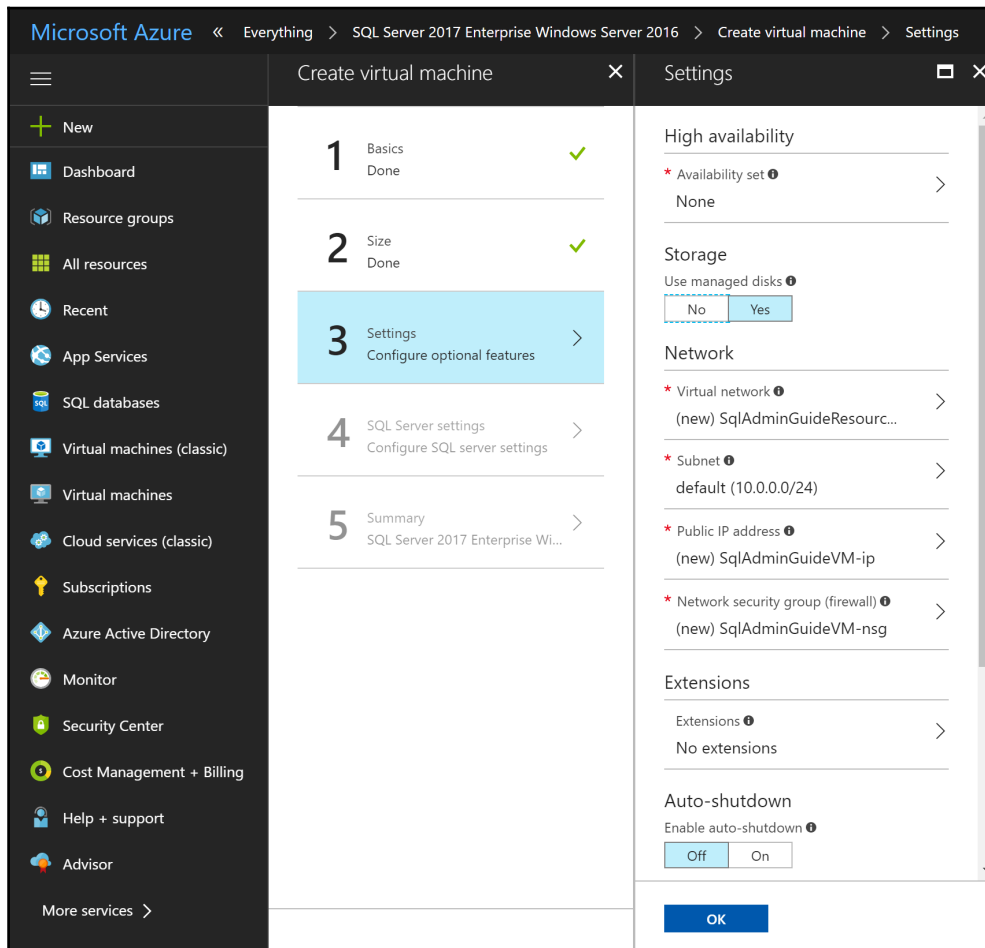 Microsoft Azure « Everything > SQL Server 2017 Enterprise Windows Server 2016 > Create virtual machine > Settings
New
Dashboard
Resource groups
All resources
Recent
App Services
SQL
SQL databases
Virtual machines (classic)
Virtual machines
Cloud services (classic)
Subscriptions
Azure Active Directory
Monitor
Security Center
Cost Management + Billing
Help + support
Advisor
More services >
Create virtual machine
1 Basics
Done
2 Size
Done
3 Settings
Configure optional features
4 SQL Server settings
Configure SQL server settings
5 Summary
SQL Server 2017 Enterprise Wi...
Settings
High availability
* Availability set
None
Storage
Use managed disks
No Yes
Network
* Virtual network
(new) SqlAdminGuideResourc...
* Subnet
default (10.0.0.0/24)
* Public IP address
(new) SqlAdminGuideVM-ip
* Network security group (firewall)
(new) SqlAdminGuideVM-nsg
Extensions
Extensions
No extensions
Auto-shutdown
Enable auto-shutdown
Off On
OK